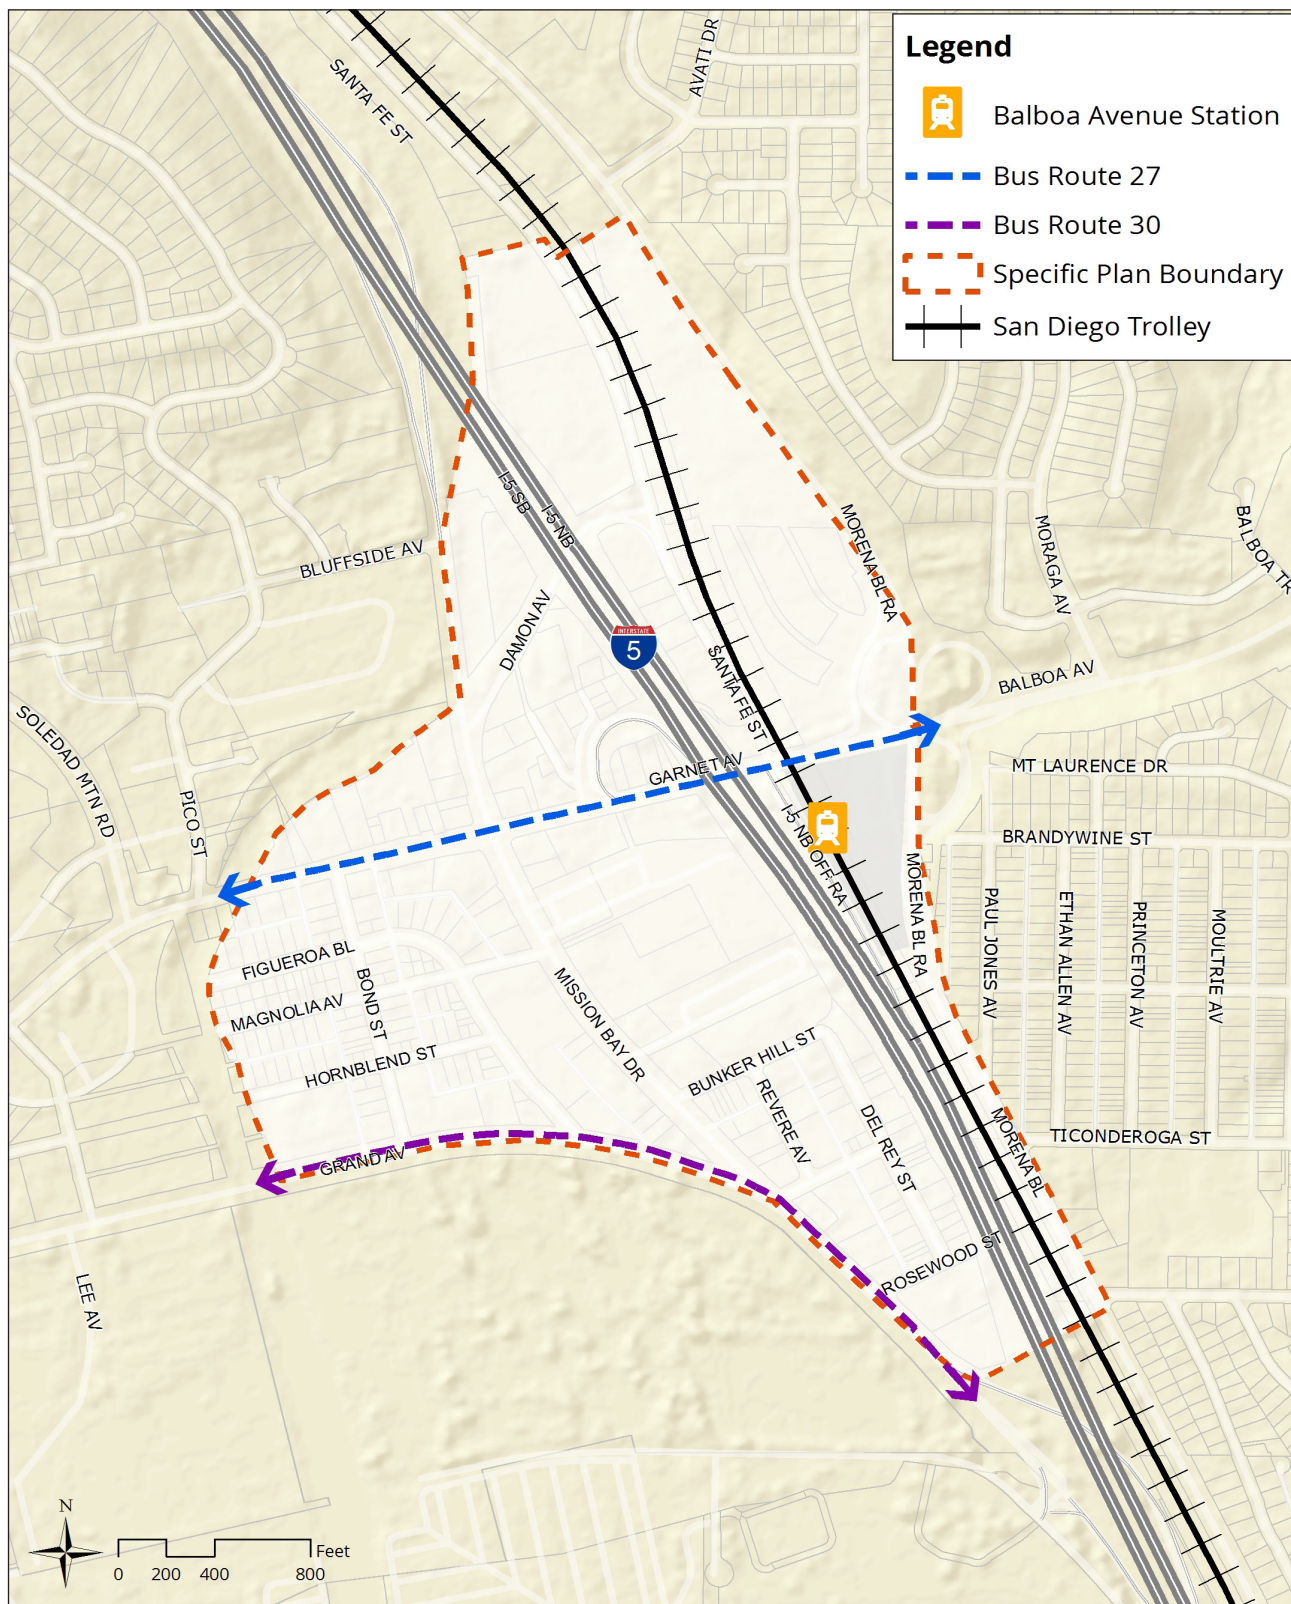 Legend
Balboa Avenue Station
Bus Route 27
Bus Route 30
Specific Plan Boundary
San Diego Trolley
SANTA FE ST
AVATI DR
I-5 SB
I-5 NB
MORENA BL RA
MORAGA AV
BALBOA TR
BLUFFSIDE AV
DAMON AV
INTERSTATE
5
SANTA FE ST
BALBOA AV
SOLEDAD MTN RD
PICO ST
GARNET AV
MT LAURENCE DR
I-5 NB OFF RA
BRANDYWINE ST
MORENA BL RA
PAUL JONES AV
ETHAN ALLEN AV
PRINCETON AV
MOULTRIE AV
FIGUEROA BL
MAGNOLIA AV
BOND ST
HORNBLEND ST
MISSION BAY DR
BUNKER HILL ST
REVERE AV
DEL REY ST
MORENA BL
TICONDEROGA ST
GRAND AV
ROSEWOOD ST
LEE AV
N
Feet
0 200 400 800